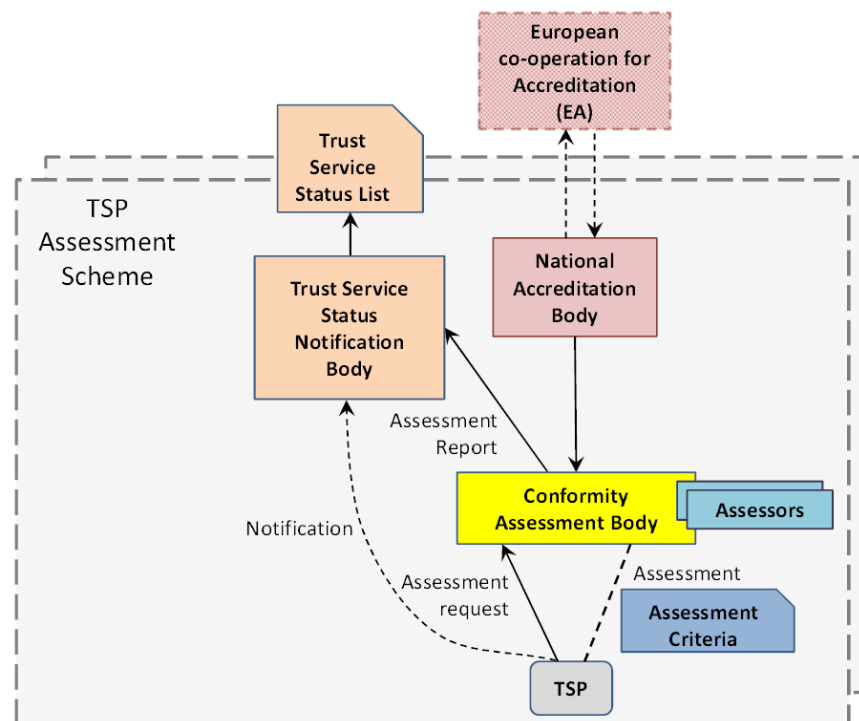 European
co-operation for
Accreditation
(EA)
Trust
Service
Status List
TSP
Assessment
Scheme
National
Accreditation
Body
Trust Service
Status
Notification
Body
Assessment
Report
Conformity
Assessment Body
Assessors
Notification
Assessment
request
Assessment
Assessment
Criteria
TSP